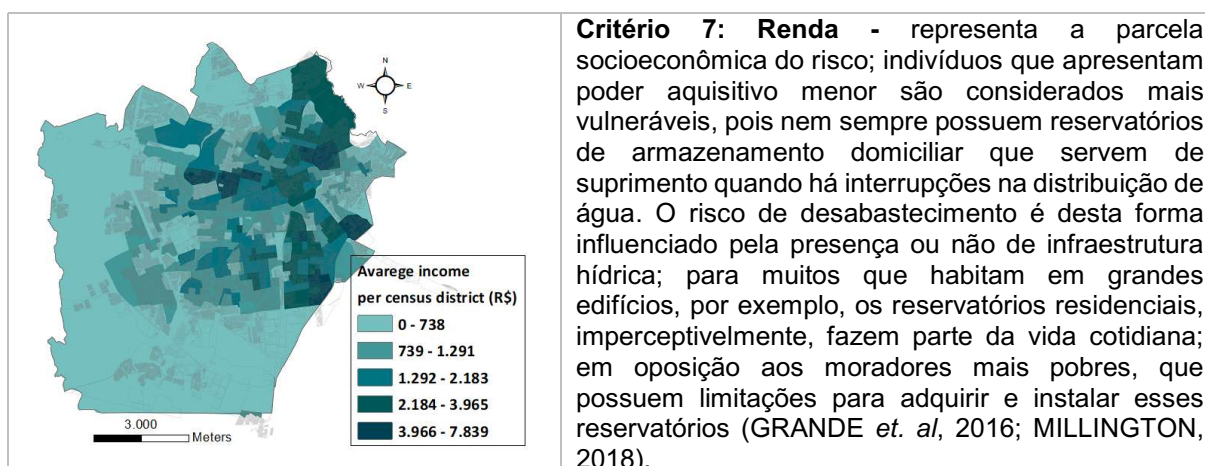 N
W
E
S
Avarege income
per census district (R$)
0 - 738
739 - 1.291
1.292 - 2.183
2.184 - 3.965
3.966 - 7.839
3.000
Meters
Critério 7: Renda - representa a parcela
socioeconômica do risco; indivíduos que apresentam
poder aquisitivo menor são considerados mais
vulneráveis, pois nem sempre possuem reservatórios
de armazenamento domiciliar que servem de
suprimento quando há interrupções na distribuição de
água. O risco de desabastecimento é desta forma
influenciado pela presença ou não de infraestrutura
hídrica; para muitos que habitam em grandes
edifícios, por exemplo, os reservatórios residenciais,
imperceptivelmente, fazem parte da vida cotidiana;
em oposição aos moradores mais pobres, que
possuem limitações para adquirir e instalar esses
reservatórios (GRANDE et. al, 2016; MILLINGTON,
2018).